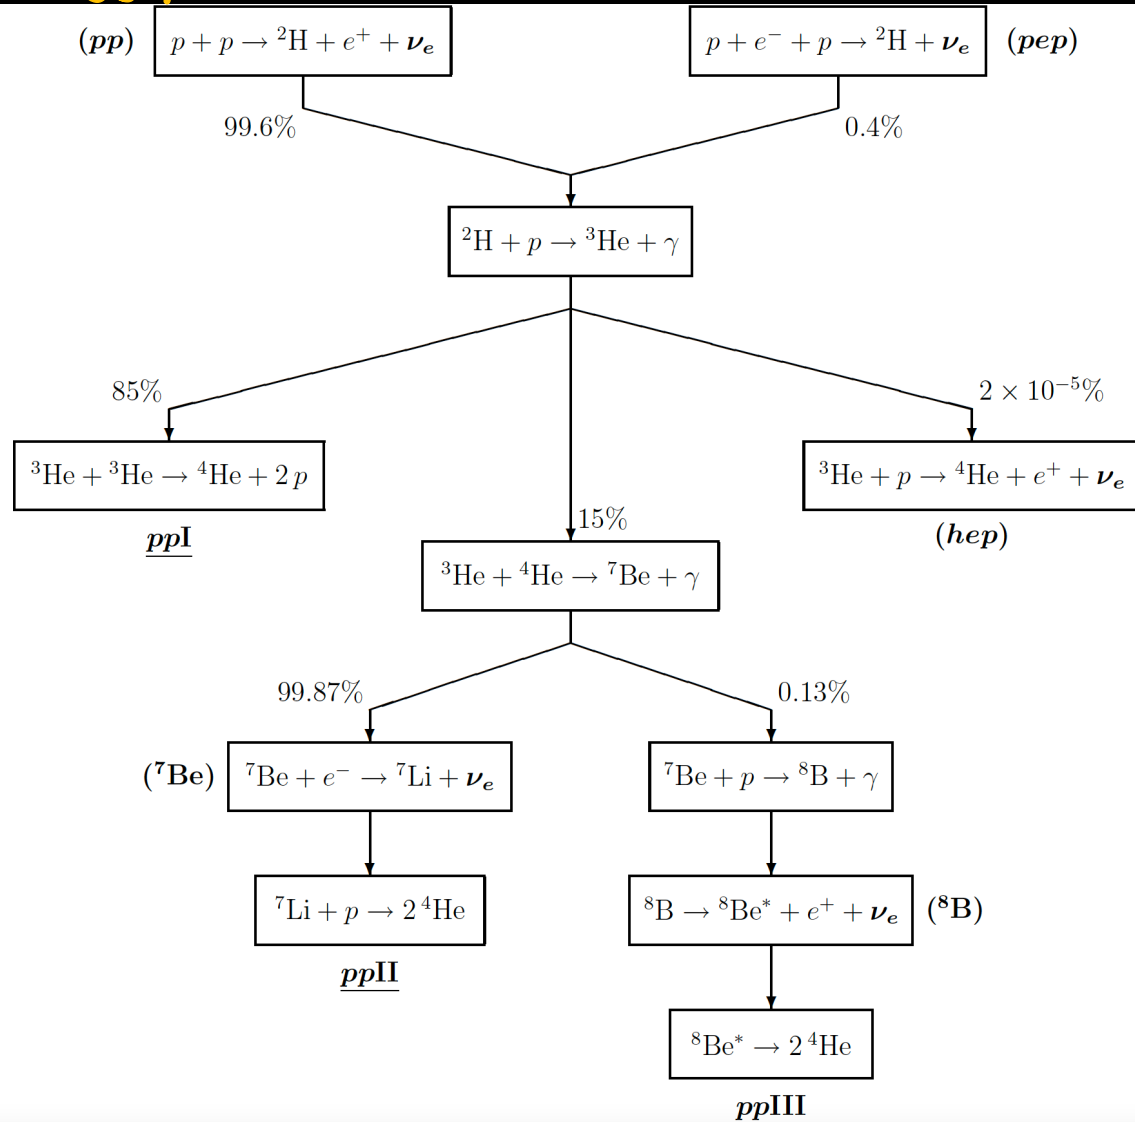 (pp) p + p → ²H + e⁺ + νₑ
p + e⁻ + p → ²H + νₑ (pep)
99.6%
0.4%
²H + p → ³He + γ
85%
2 × 10⁻⁵%
³He + ³He → ⁴He + 2 p
³He + p → ⁴He + e⁺ + νₑ
ppI
(hep)
15%
³He + ⁴He → ⁷Be + γ
99.87%
0.13%
(⁷Be) ⁷Be + e⁻ → ⁷Li + νₑ
⁷Be + p → ⁸B + γ
⁷Li + p → 2 ⁴He
⁸B → ⁸Be* + e⁺ + νₑ (⁸B)
ppII
⁸Be* → 2 ⁴He
ppIII